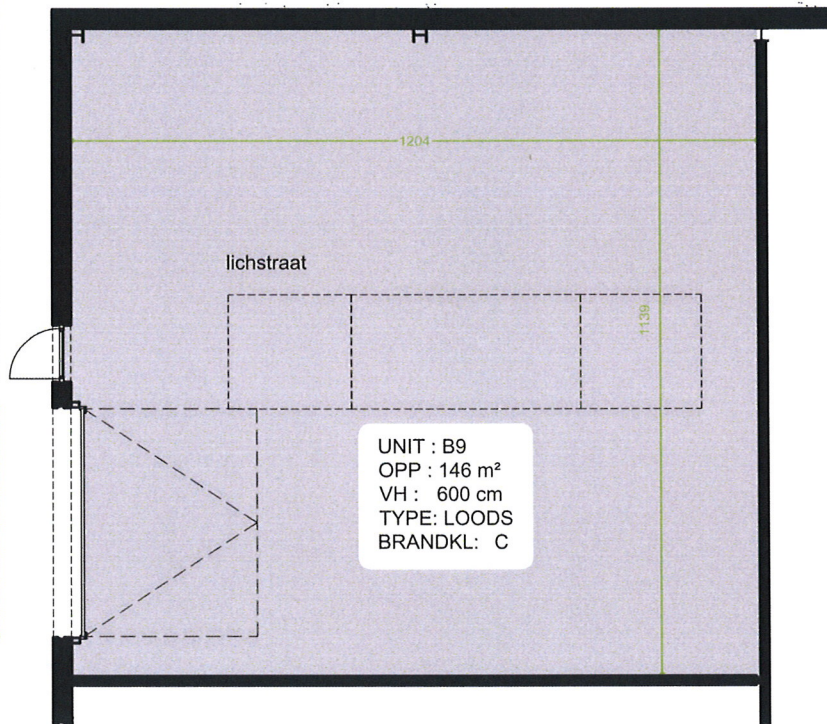 1204
lichstraat
1139
UNIT : B9
OPP : 146 m²
VH : 600 cm
TYPE: LOODS
BRANDKL: C